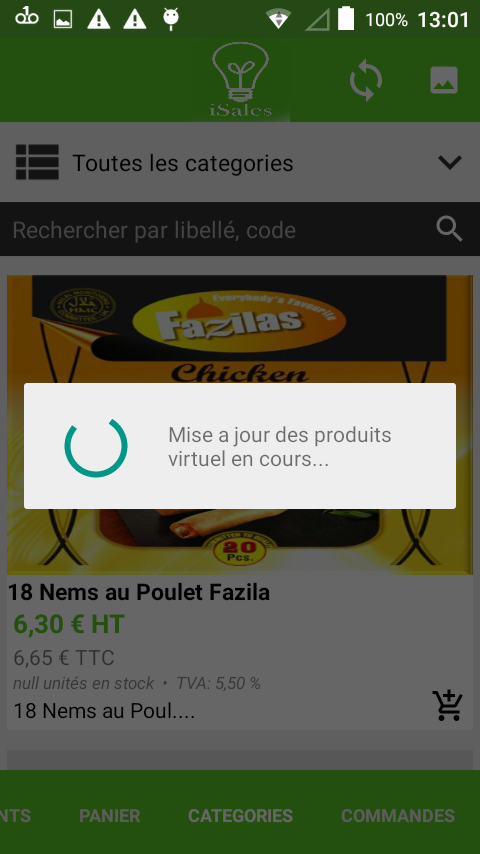 100% 13:01
iSales
Toutes les categories
Rechercher par libellé, code
Everybody's Favourite
Fazilas
Chicken
Mise a jour des produits
virtuel en cours...
20
Pcs.
18 Nems au Poulet Fazila
6,30 € HT
6,65 € TTC
null unités en stock • TVA: 5,50 %
18 Nems au Poul....
NTS PANIER CATEGORIES COMMANDES